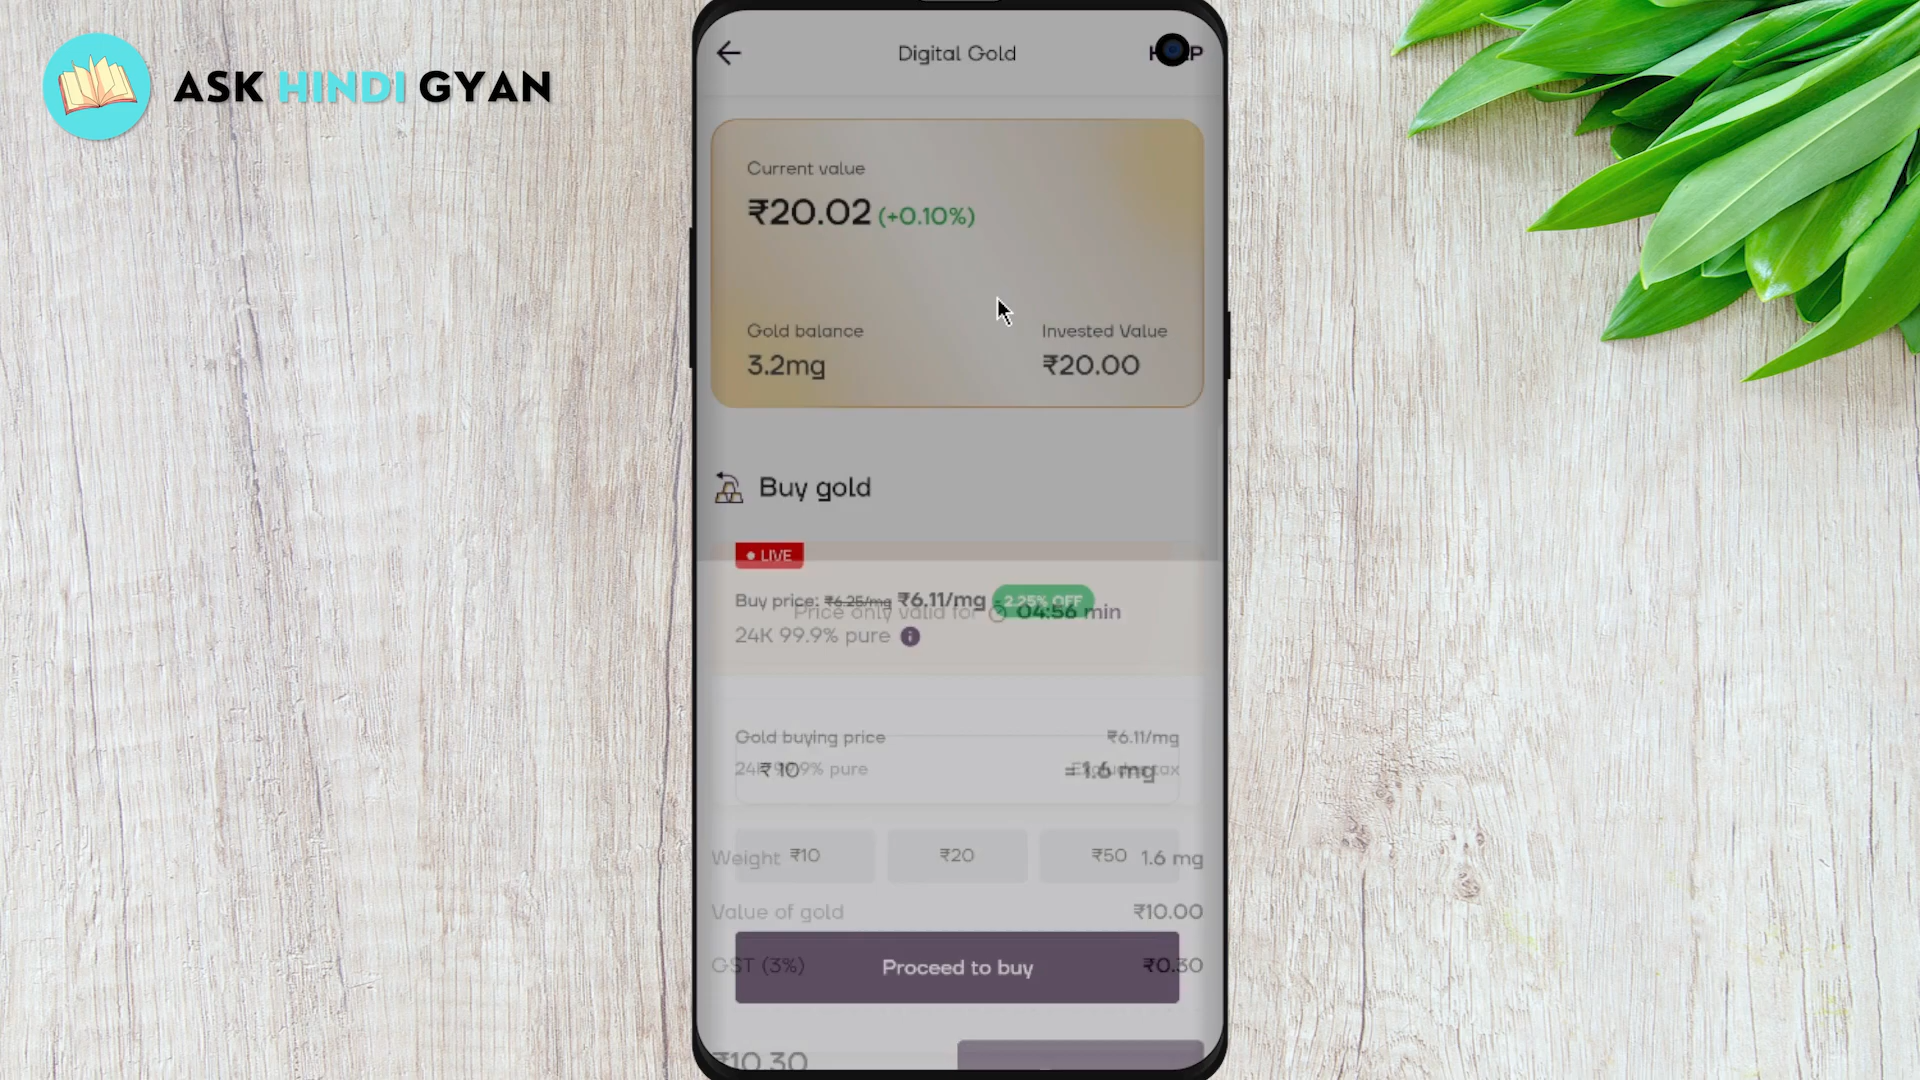 ASK HINDI GYAN
Digital Gold
Current value
₹20.02 (+0.10%)
Gold balance
Invested Value
3.2mg
₹20.00
Buy gold
LIVE
Buy price: ₹6.25/mg ₹6.11/mg 2.25% OFF
Price only valid for 04:56 min
24K 99.9% pure
Gold buying price
₹6.11/mg
24K 99.9% pure
Excludes tax
₹10
= 1.6 mg
₹10
₹20
₹50
Weight
1.6 mg
Value of gold
₹10.00
GST (3%)
₹0.30
Proceed to buy
₹10.30